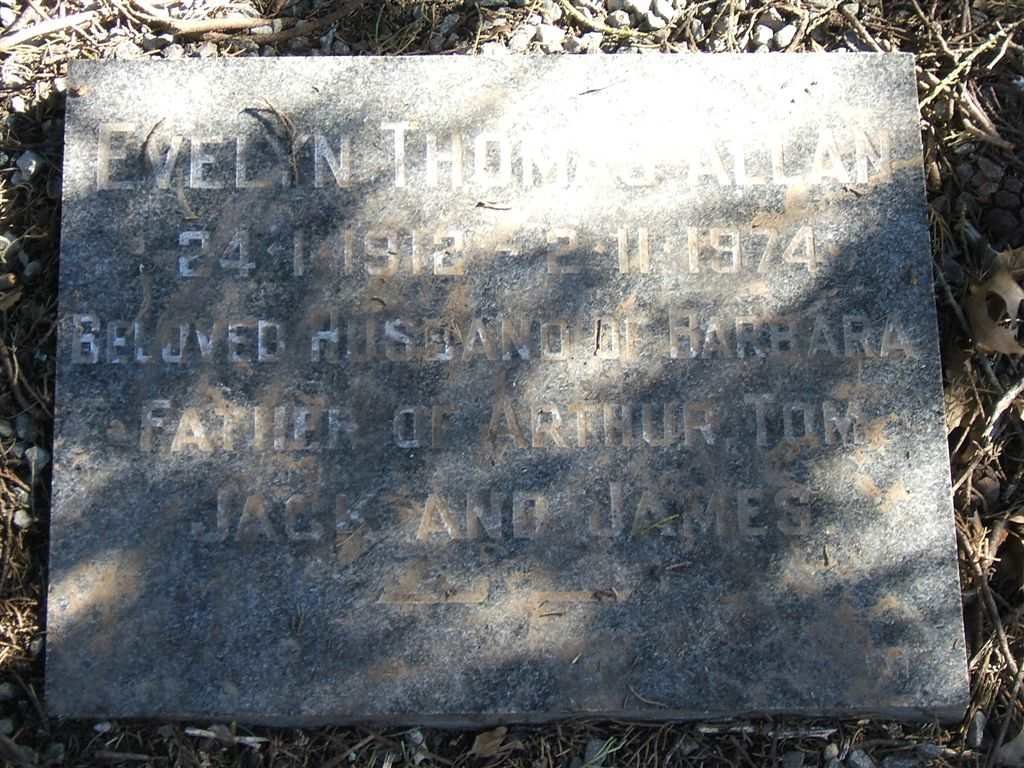 Evelyn Thomas Allan
24·1·1912 - 2·11·1974
Beloved Husband of Barbara
Father of Arthur, Tom,
Jack and James